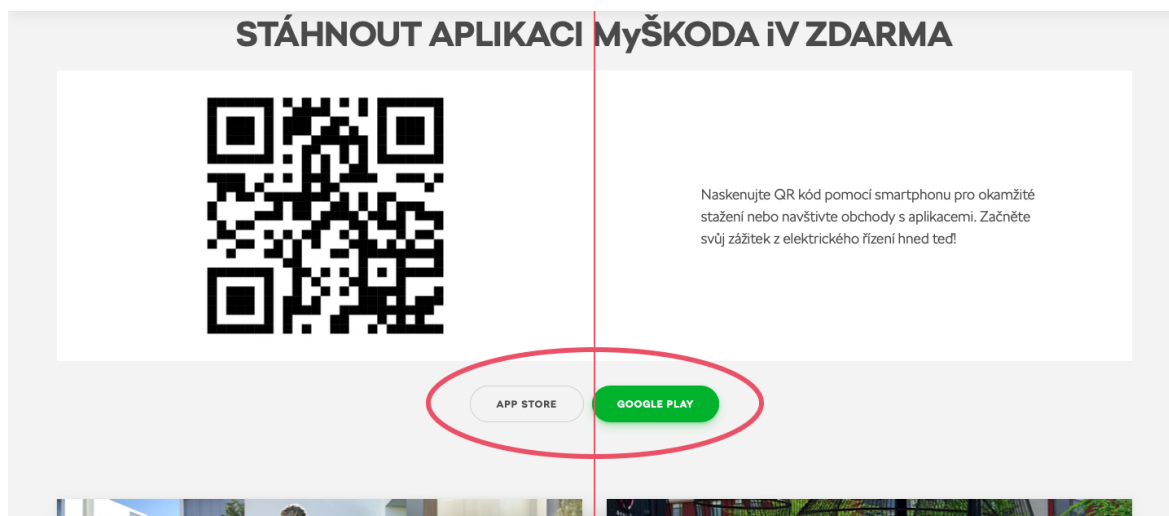 STÁHNOUT APLIKACI MyŠKODA iV ZDARMA
Naskenujte QR kód pomocí smartphonu pro okamžité
stažení nebo navštivte obchody s aplikacemi. Začněte
svůj zážitek z elektrického řízení hned teď!
APP STORE
GOOGLE PLAY